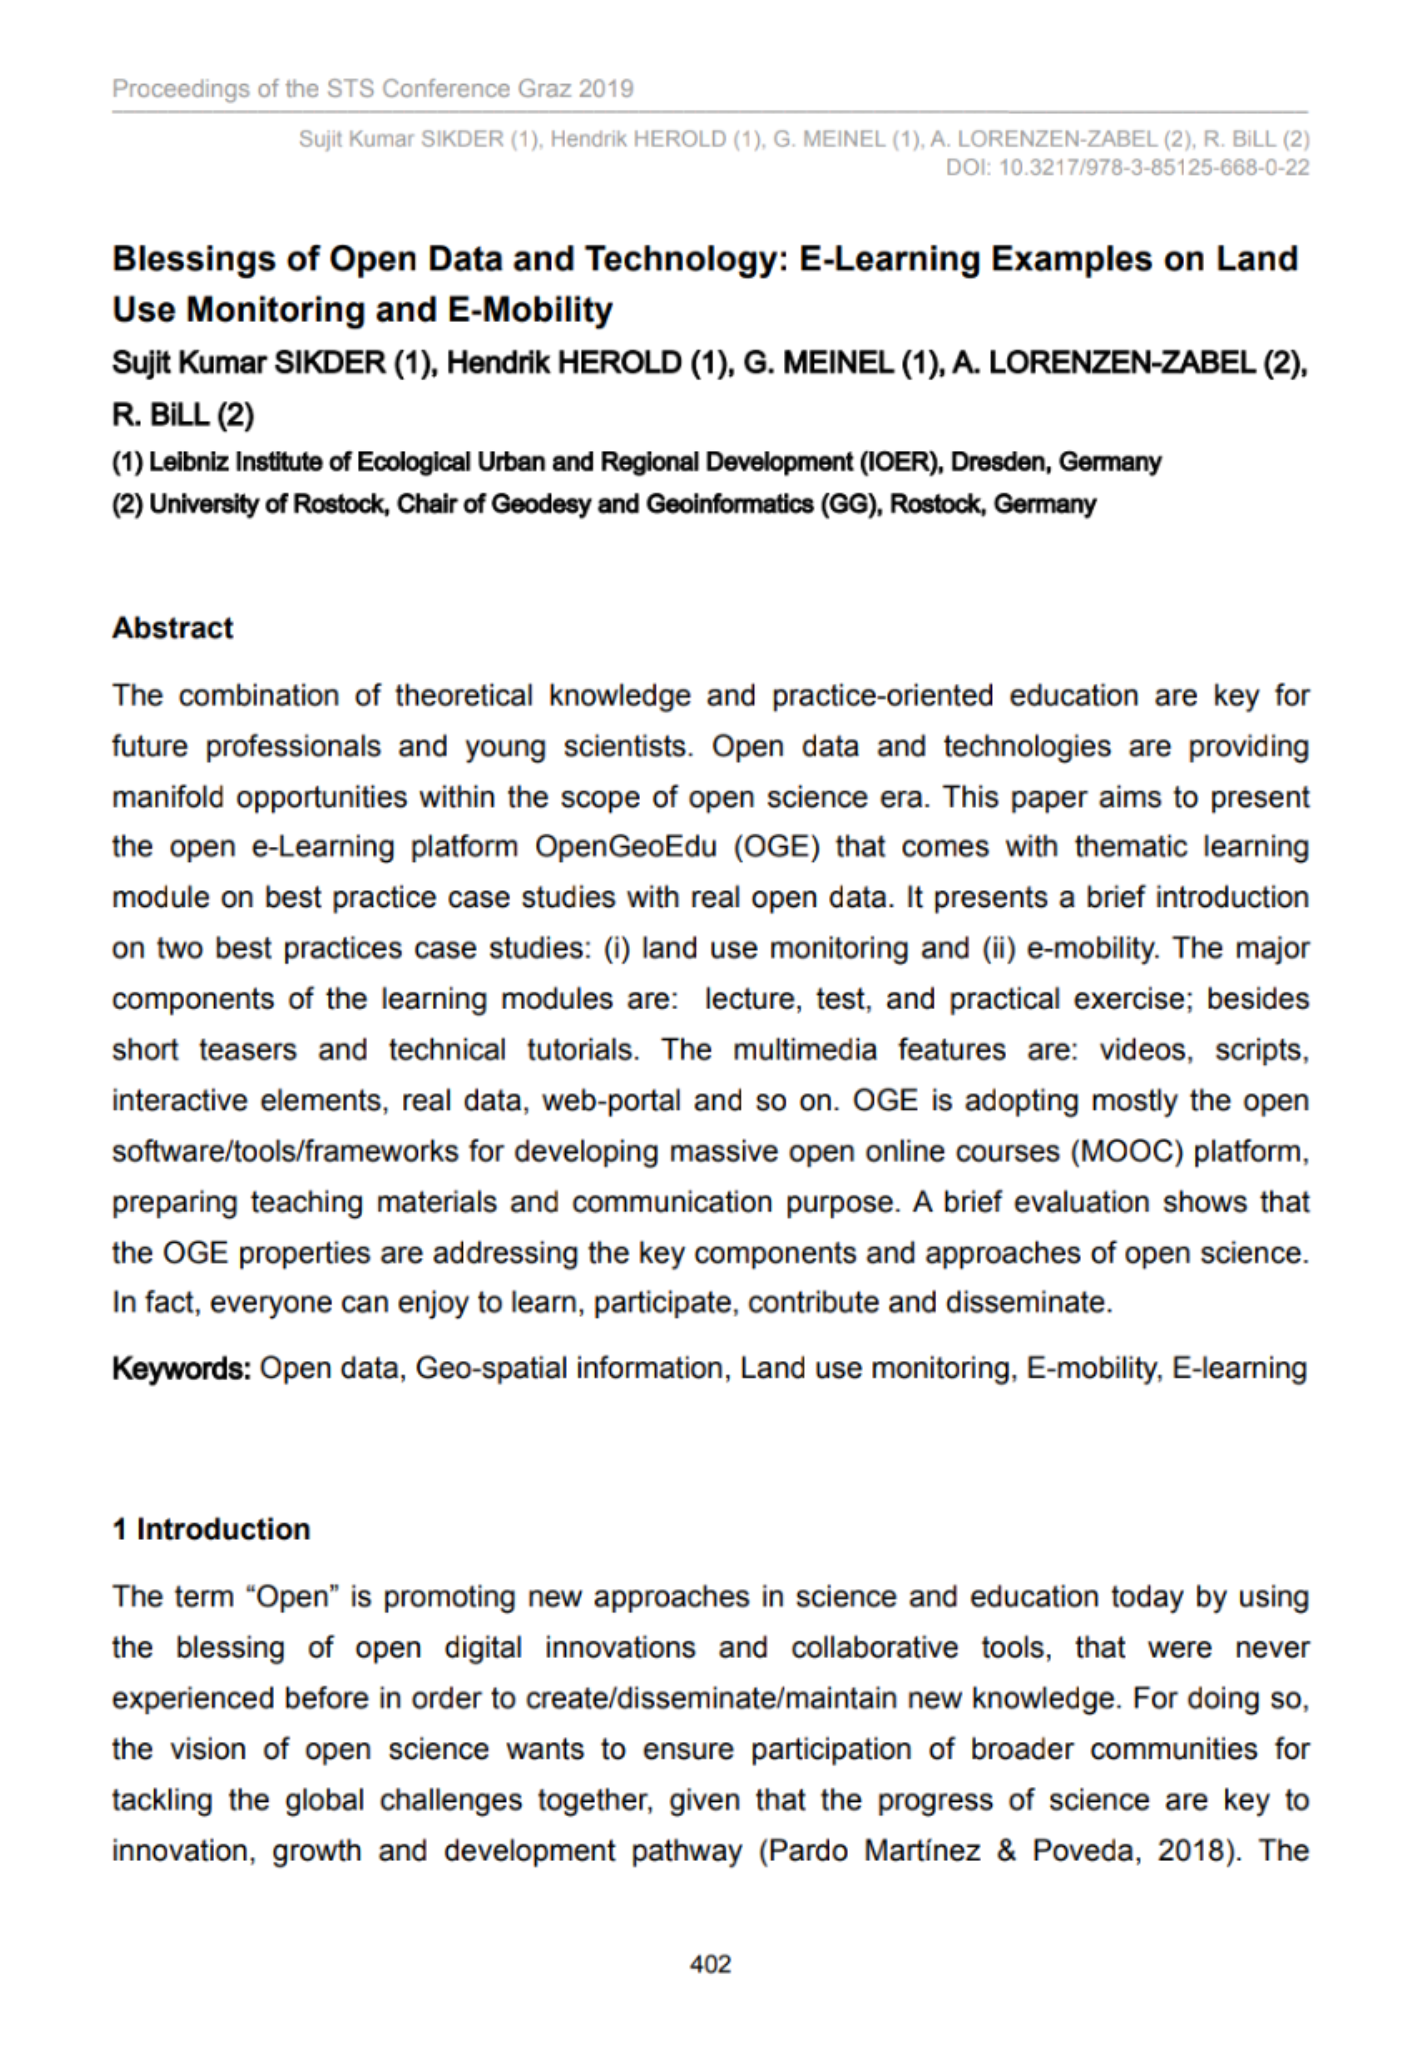 Proceedings of the STS Conference Graz 2019
Sujit Kumar SIKDER (1), Hendrik HEROLD (1), G. MEINEL (1), A. LORENZEN-ZABEL (2), R. BiLL (2)
DOI: 10.3217/978-3-85125-668-0-22
Blessings of Open Data and Technology: E-Learning Examples on Land
Use Monitoring and E-Mobility
Sujit Kumar SIKDER (1), Hendrik HEROLD (1), G. MEINEL (1), A. LORENZEN-ZABEL (2),
R. BiLL (2)
(1) Leibniz Institute of Ecological Urban and Regional Development (IOER), Dresden, Germany
(2) University of Rostock, Chair of Geodesy and Geoinformatics (GG), Rostock, Germany
Abstract
The combination of theoretical knowledge and practice-oriented education are key for
future professionals and young scientists. Open data and technologies are providing
manifold opportunities within the scope of open science era. This paper aims to present
the open e-Learning platform OpenGeoEdu (OGE) that comes with thematic learning
module on best practice case studies with real open data. It presents a brief introduction
on two best practices case studies: (i) land use monitoring and (ii) e-mobility. The major
components of the learning modules are: lecture, test, and practical exercise; besides
short teasers and technical tutorials. The multimedia features are: videos, scripts,
interactive elements, real data, web-portal and so on. OGE is adopting mostly the open
software/tools/frameworks for developing massive open online courses (MOOC) platform,
preparing teaching materials and communication purpose. A brief evaluation shows that
the OGE properties are addressing the key components and approaches of open science.
In fact, everyone can enjoy to learn, participate, contribute and disseminate.
Keywords: Open data, Geo-spatial information, Land use monitoring, E-mobility, E-learning
1 Introduction
The term “Open” is promoting new approaches in science and education today by using
the blessing of open digital innovations and collaborative tools, that were never
experienced before in order to create/disseminate/maintain new knowledge. For doing so,
the vision of open science wants to ensure participation of broader communities for
tackling the global challenges together, given that the progress of science are key to
innovation, growth and development pathway (Pardo Martínez & Poveda, 2018). The
402